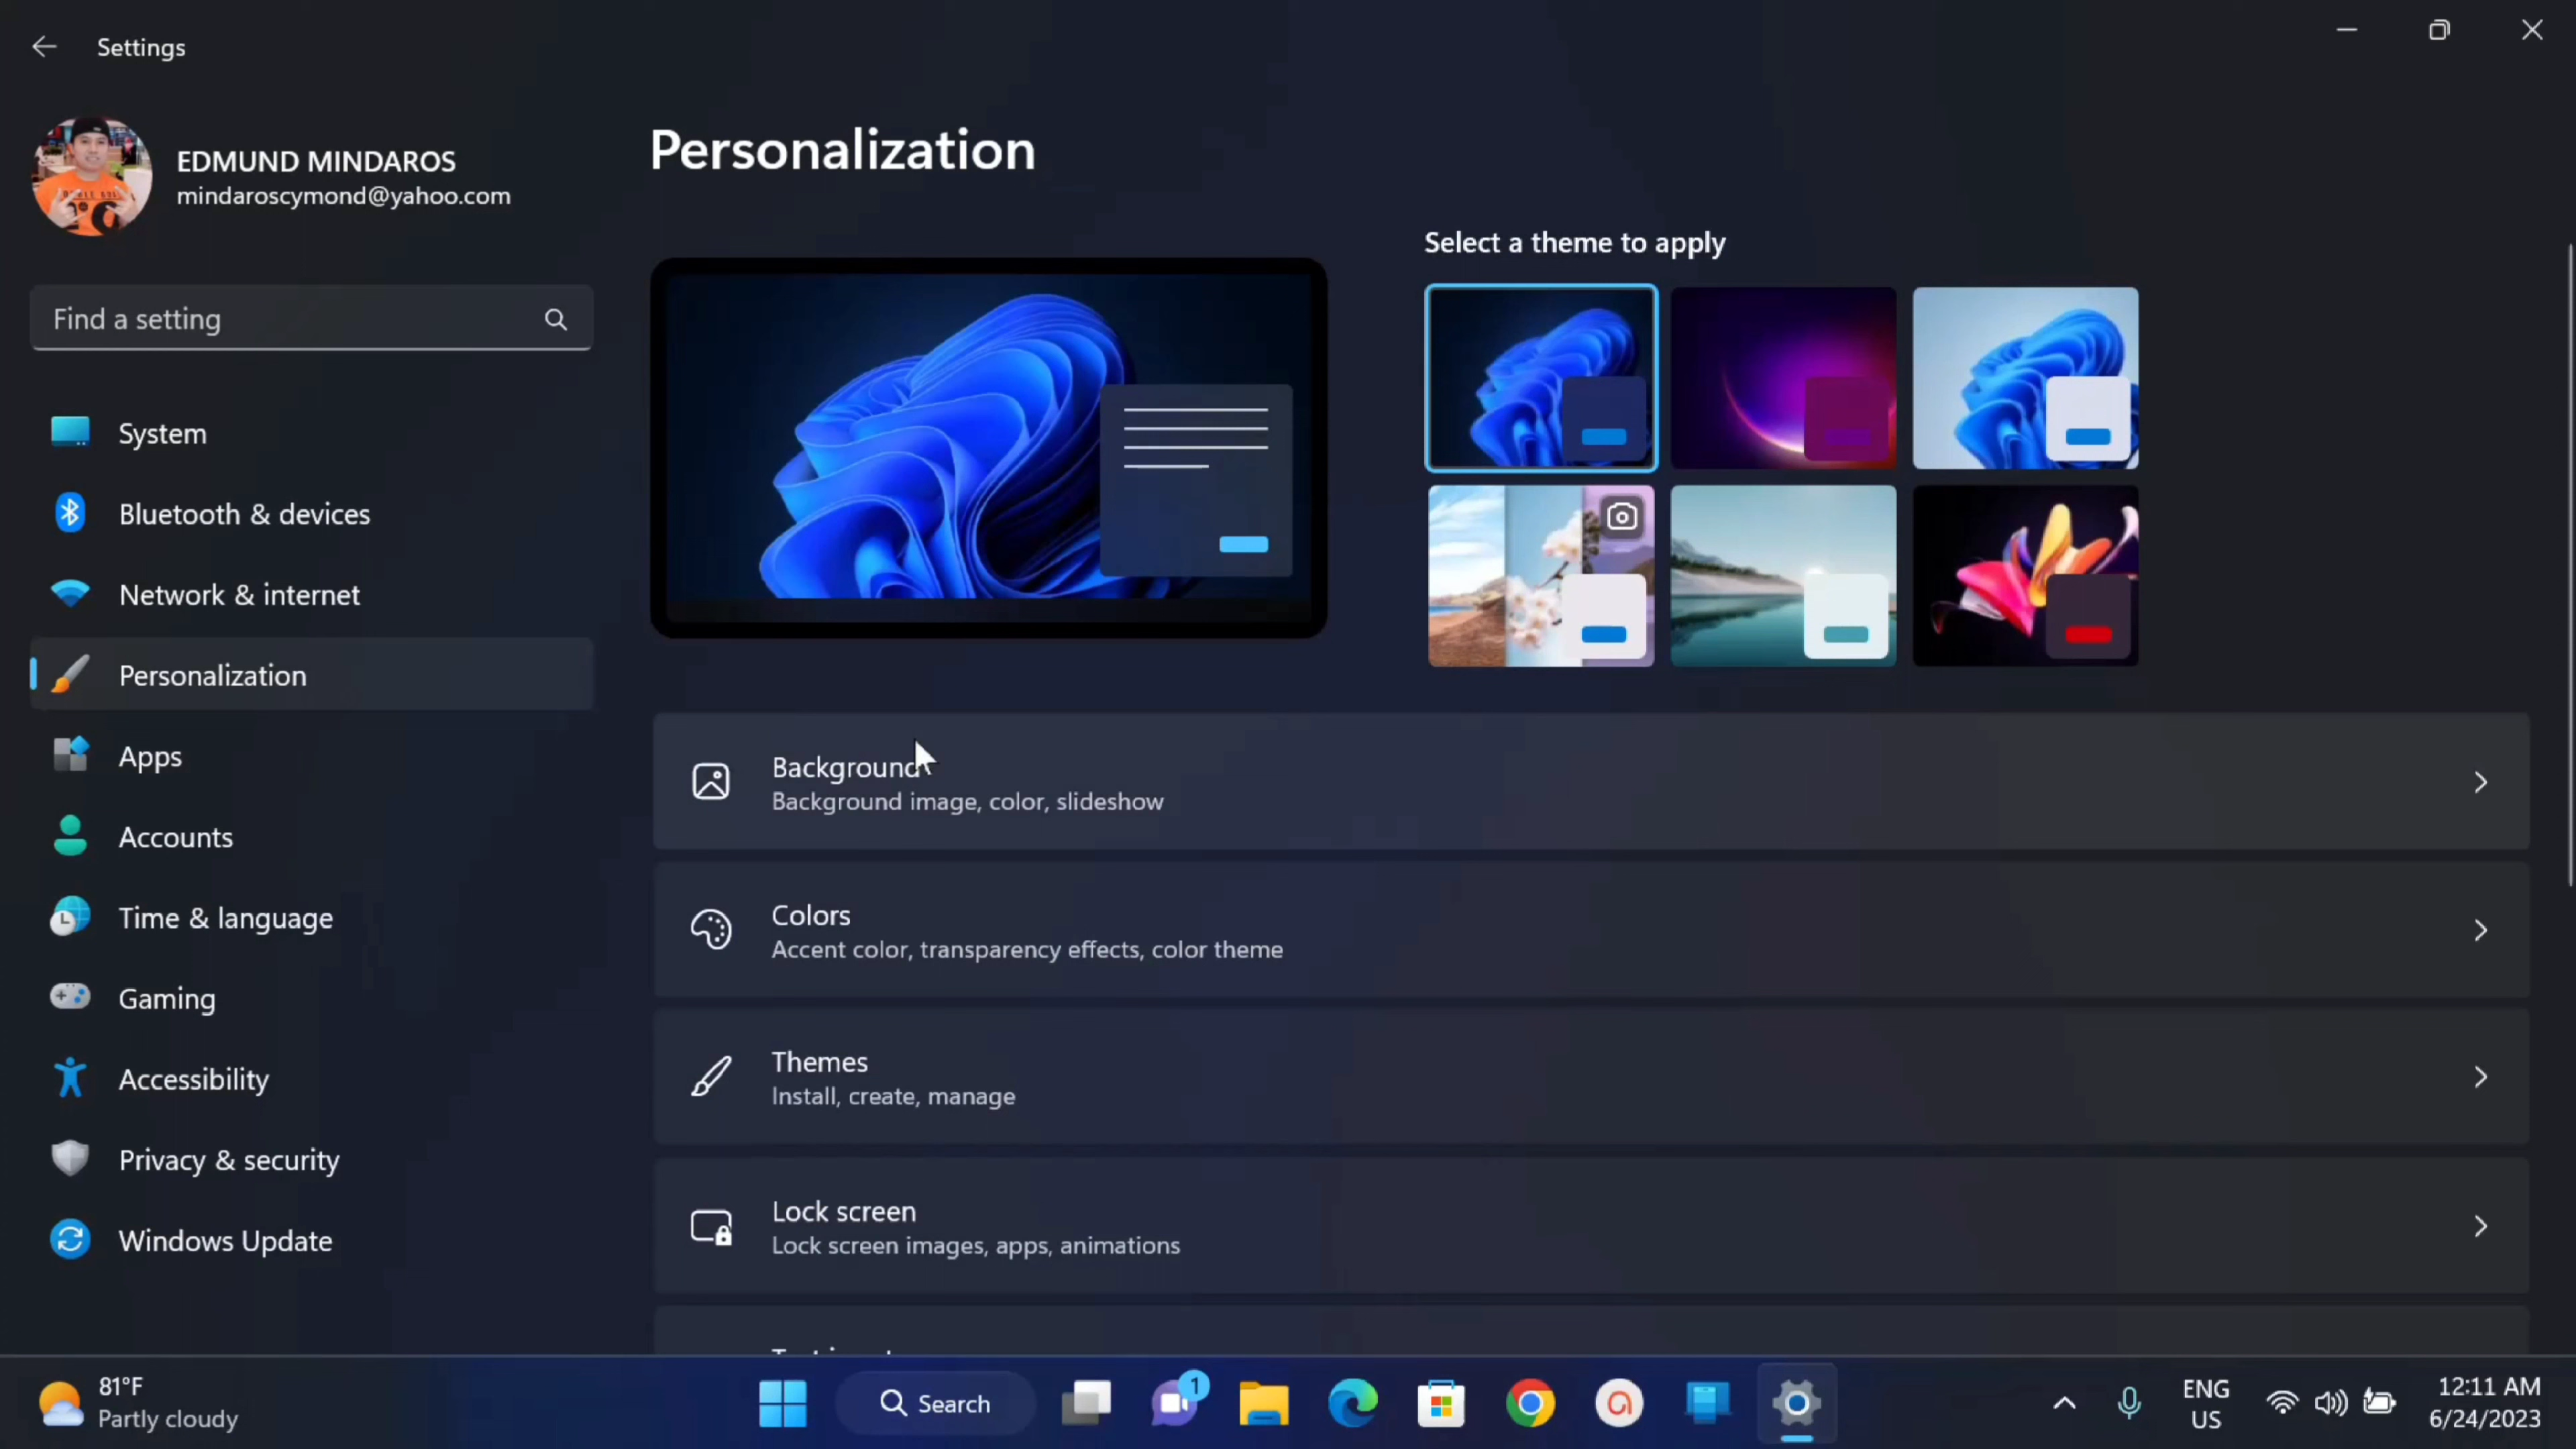 Settings
EDMUND MINDAROS
mindaroscymond@yahoo.com
Find a setting
System
Bluetooth & devices
Network & internet
Personalization
Apps
Accounts
Time & language
Gaming
Accessibility
Privacy & security
Windows Update
Personalization
Select a theme to apply
Background
Background image, color, slideshow
Colors
Accent color, transparency effects, color theme
Themes
Install, create, manage
Lock screen
Lock screen images, apps, animations
81°F
Partly cloudy
Search
1
ENG
US
12:11 AM
6/24/2023